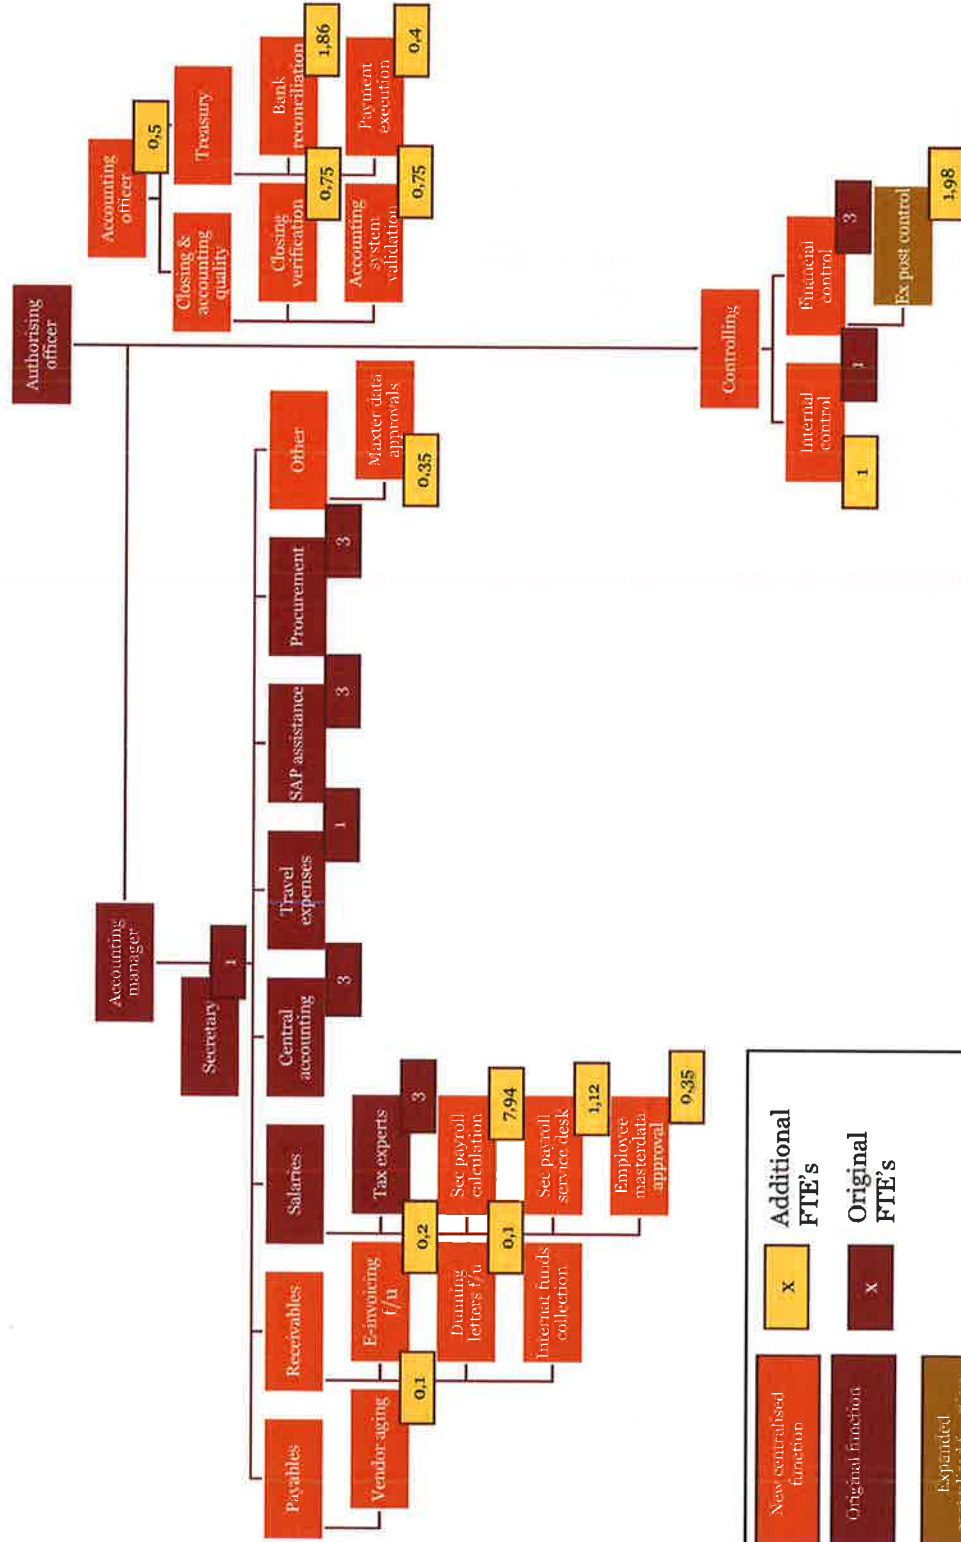 Authorising
officer
Accounting
manager
Secretary
1
Accounting
officer
0,5
Payables
Vendor aging
0,1
Receivables
E-invoicing
f/u
0,2
Dunning
letters f/u
0,1
Internat funds
collection
Salaries
Tax experts
3
Sec payroll
calculation
7,94
Sec payroll
service desk
1,12
Employee
masterdata
approval
0,35
Central
accounting
3
Travel
expenses
1
SAP assistance
3
Procurement
3
Other
Maxter data
approvals
0,35
Closing &
accounting
quality
Closing
verification
0,75
Accounting
system
validation
0,75
Treasury
Bank
reconciliation
1,86
Payment
execution
0,4
Controlling
Internal
control
1
1
Financial
control
3
Ex post control
1,98
New centralised
function
Original function
Expanded
x
Additional
FTE's
x
Original
FTE's